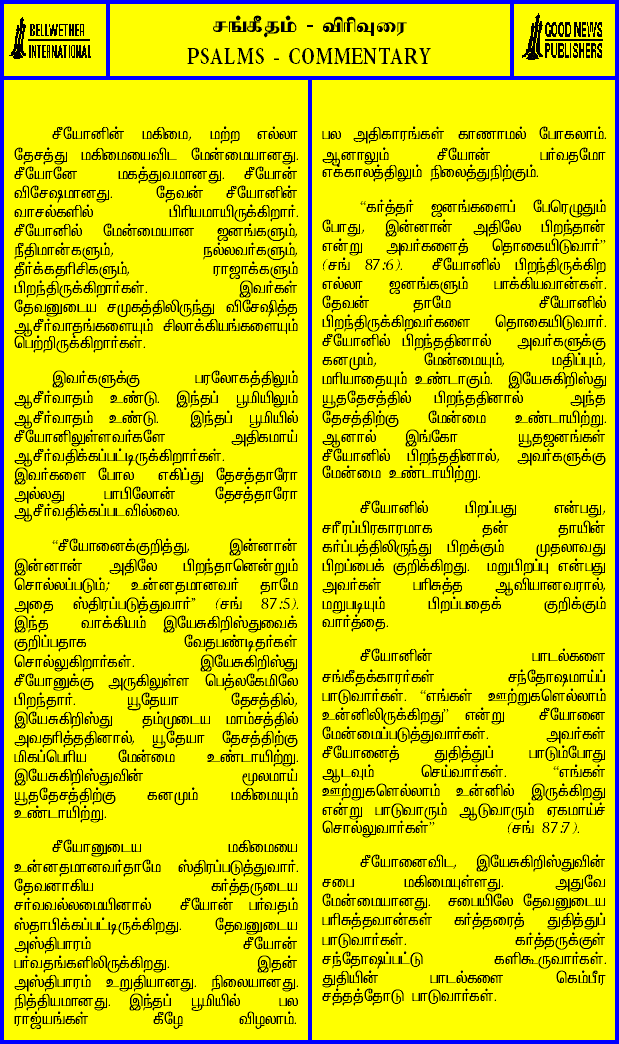 BELLWETHER
INTERNATIONAL
சங்கீதம் - விரிவுரை
PSALMS - COMMENTARY
GOOD NEWS
PUBLISHERS
சீயோனின் மகிமை, மற்ற எல்லா
தேசத்து மகிமையைவிட மேன்மையானது.
சீயோனே மகத்துவமானது. சீயோன்
விசேஷமானது. தேவன் சீயோனின்
வாசல்களில் பிரியமாயிருக்கிறார்.
சீயோனில் மேன்மையான ஜனங்களும்,
நீதிமான்களும், நல்லவர்களும்,
தீர்க்கதரிசிகளும், ராஜாக்களும்
பிறந்திருக்கிறார்கள். இவர்கள்
தேவனுடைய சமுகத்திலிருந்து விசேஷித்த
ஆசீர்வாதங்களையும் சிலாக்கியங்களையும்
பெற்றிருக்கிறார்கள்.
இவர்களுக்கு பரலோகத்திலும்
ஆசீர்வாதம் உண்டு. இந்தப் பூமியிலும்
ஆசீர்வாதம் உண்டு. இந்தப் பூமியில்
சீயோனிலுள்ளவர்களே அதிகமாய்
ஆசீர்வதிக்கப்பட்டிருக்கிறார்கள்.
இவர்களை போல எகிப்து தேசத்தாரோ
அல்லது பாபிலோன் தேசத்தாரோ
ஆசீர்வதிக்கப்படவில்லை.
“சீயோனைக்குறித்து, இன்னான்
இன்னான் அதிலே பிறந்தானென்றும்
சொல்லப்படும்; உன்னதமானவர் தாமே
அதை ஸ்திரப்படுத்துவார்” (சங் 87:5).
இந்த வாக்கியம் இயேசுகிறிஸ்துவைக்
குறிப்பதாக வேதபண்டிதர்கள்
சொல்லுகிறார்கள். இயேசுகிறிஸ்து
சீயோனுக்கு அருகிலுள்ள பெத்லகேமிலே
பிறந்தார். யூதேயா தேசத்தில்,
இயேசுகிறிஸ்து தம்முடைய மாம்சத்தில்
அவதரித்ததினால், யூதேயா தேசத்திற்கு
மிகப்பெரிய மேன்மை உண்டாயிற்று.
இயேசுகிறிஸ்துவின் மூலமாய்
யூததேசத்திற்கு கனமும் மகிமையும்
உண்டாயிற்று.
சீயோனுடைய மகிமையை
உன்னதமானவர்தாமே ஸ்திரப்படுத்துவார்.
தேவனாகிய கர்த்தருடைய
சர்வவல்லமையினால் சீயோன் பர்வதம்
ஸ்தாபிக்கப்பட்டிருக்கிறது. தேவனுடைய
அஸ்திபாரம் சீயோன்
பர்வதங்களிலிருக்கிறது. இதன்
அஸ்திபாரம் உறுதியானது. நிலையானது.
நித்தியமானது. இந்தப் பூமியில் பல
ராஜ்யங்கள் கீழே விழலாம்.
பல அதிகாரங்கள் காணாமல் போகலாம்.
ஆனாலும் சீயோன் பர்வதமோ
எக்காலத்திலும் நிலைத்துநிற்கும்.
“கர்த்தர் ஜனங்களைப் பேரெழுதும்
போது, இன்னான் அதிலே பிறந்தான்
என்று அவர்களைத் தொகையிடுவார்”
(சங் 87:6). சீயோனில் பிறந்திருக்கிற
எல்லா ஜனங்களும் பாக்கியவான்கள்.
தேவன் தாமே சீயோனில்
பிறந்திருக்கிறவர்களை தொகையிடுவார்.
சீயோனில் பிறந்ததினால் அவர்களுக்கு
கனமும், மேன்மையும், மதிப்பும்,
மரியாதையும் உண்டாகும். இயேசுகிறிஸ்து
யூததேசத்தில் பிறந்ததினால் அந்த
தேசத்திற்கு மேன்மை உண்டாயிற்று.
ஆனால் இங்கோ யூதஜனங்கள்
சீயோனில் பிறந்ததினால், அவர்களுக்கு
மேன்மை உண்டாயிற்று.
சீயோனில் பிறப்பது என்பது,
சரீரப்பிரகாரமாக தன் தாயின்
கர்ப்பத்திலிருந்து பிறக்கும் முதலாவது
பிறப்பைக் குறிக்கிறது. மறுபிறப்பு என்பது
அவர்கள் பரிசுத்த ஆவியானவரால்,
மறுபடியும் பிறப்பதைக் குறிக்கும்
வார்த்தை.
சீயோனின் பாடல்களை
சங்கீதக்காரர்கள் சந்தோஷமாய்ப்
பாடுவார்கள். “எங்கள் ஊற்றுகளெல்லாம்
உன்னிலிருக்கிறது” என்று சீயோனை
மேன்மைப்படுத்துவார்கள். அவர்கள்
சீயோனைத் துதித்துப் பாடும்போது
ஆடவும் செய்வார்கள். “எங்கள்
ஊற்றுகளெல்லாம் உன்னில் இருக்கிறது
என்று பாடுவாரும் ஆடுவாரும் ஏகமாய்ச்
சொல்லுவார்கள்” (சங் 87:7).
சீயோனைவிட, இயேசுகிறிஸ்துவின்
சபை மகிமையுள்ளது. அதுவே
மேன்மையானது. சபையிலே தேவனுடைய
பரிசுத்தவான்கள் கர்த்தரைத் துதித்துப்
பாடுவார்கள். கர்த்தருக்குள்
சந்தோஷப்பட்டு களிகூருவார்கள்.
துதியின் பாடல்களை கெம்பீர
சத்தத்தோடு பாடுவார்கள்.